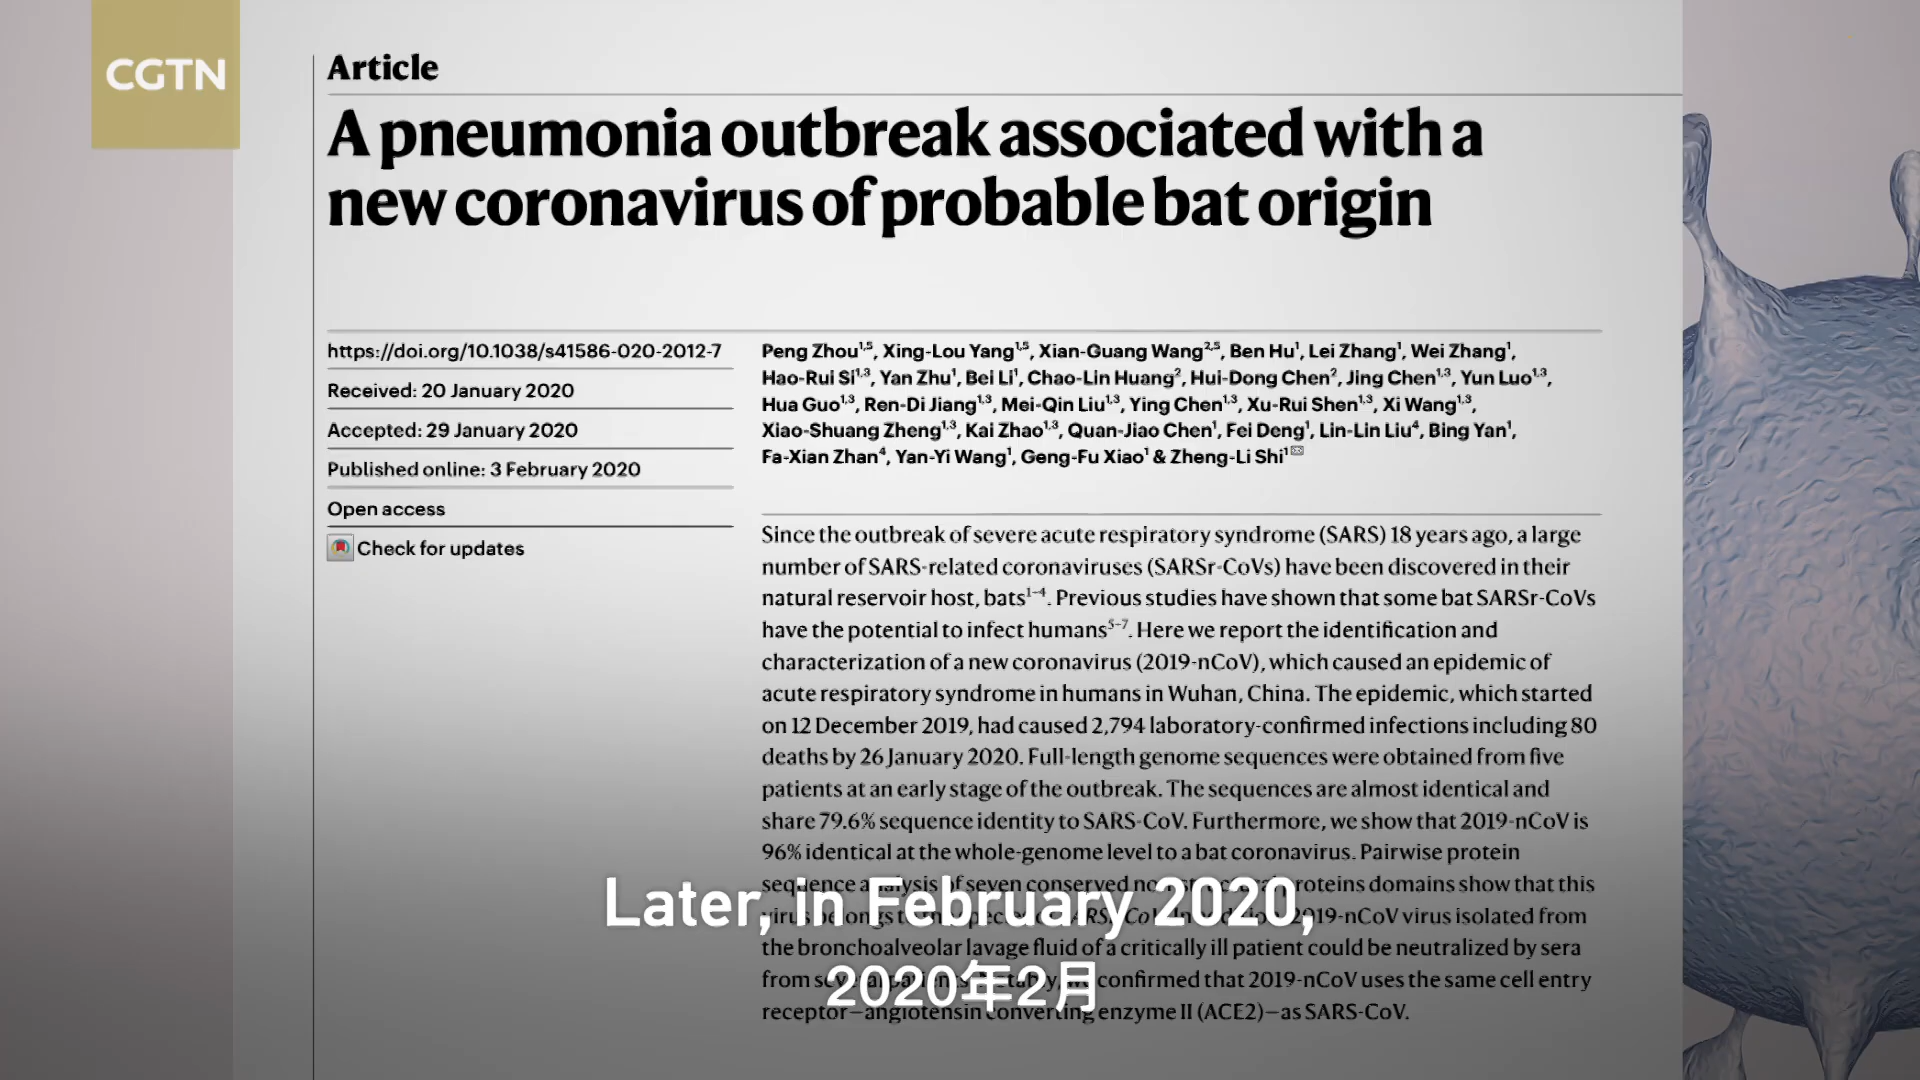 CGTN
Article
A pneumonia outbreak associated with a
new coronavirus of probable bat origin
https://doi.org/10.1038/s41586-020-2012-7
Received: 20 January 2020
Accepted: 29 January 2020
Published online: 3 February 2020
Open access
Check for updates
Peng Zhou1,5, Xing-Lou Yang1,5, Xian-Guang Wang2,5, Ben Hu1, Lei Zhang1, Wei Zhang1,
Hao-Rui Si1,3, Yan Zhu1, Bei Li1, Chao-Lin Huang2, Hui-Dong Chen2, Jing Chen1,3, Yun Luo1,3,
Hua Guo1,3, Ren-Di Jiang1,3, Mei-Qin Liu1,3, Ying Chen1,3, Xu-Rui Shen1,3, Xi Wang1,3,
Xiao-Shuang Zheng1,3, Kai Zhao1,3, Quan-Jiao Chen1, Fei Deng1, Lin-Lin Liu4, Bing Yan1,
Fa-Xian Zhan4, Yan-Yi Wang1, Geng-Fu Xiao1 & Zheng-Li Shi1
Since the outbreak of severe acute respiratory syndrome (SARS) 18 years ago, a large
number of SARS-related coronaviruses (SARSr-CoVs) have been discovered in their
natural reservoir host, bats1–4. Previous studies have shown that some bat SARSr-CoVs
have the potential to infect humans5–7. Here we report the identification and
characterization of a new coronavirus (2019-nCoV), which caused an epidemic of
acute respiratory syndrome in humans in Wuhan, China. The epidemic, which started
on 12 December 2019, had caused 2,794 laboratory-confirmed infections including 80
deaths by 26 January 2020. Full-length genome sequences were obtained from five
patients at an early stage of the outbreak. The sequences are almost identical and
share 79.6% sequence identity to SARS-CoV. Furthermore, we show that 2019-nCoV is
96% identical at the whole-genome level to a bat coronavirus. Pairwise protein
sequence analysis of seven conserved proteins domains show that this
virus belongs 2019-nCoV virus isolated from
the bronchoalveolar lavage fluid of a critically ill patient could be neutralized by sera
from confirmed that 2019-nCoV uses the same cell entry
receptor—angiotensin converting enzyme II (ACE2)—as SARS-CoV.
Later, in February 2020,
2020年2月